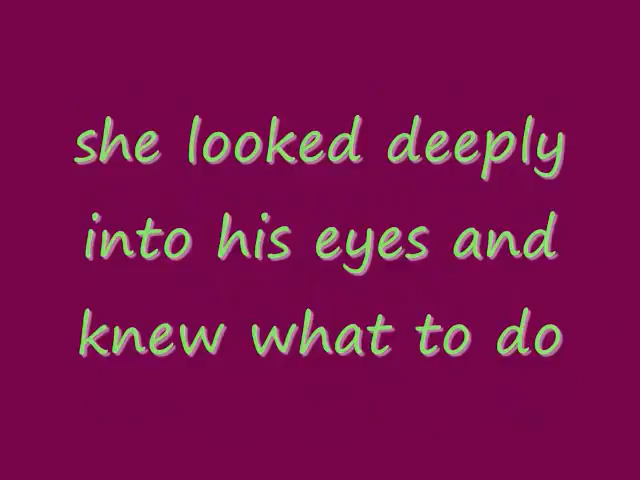 she looked deeply
into his eyes and
knew what to do